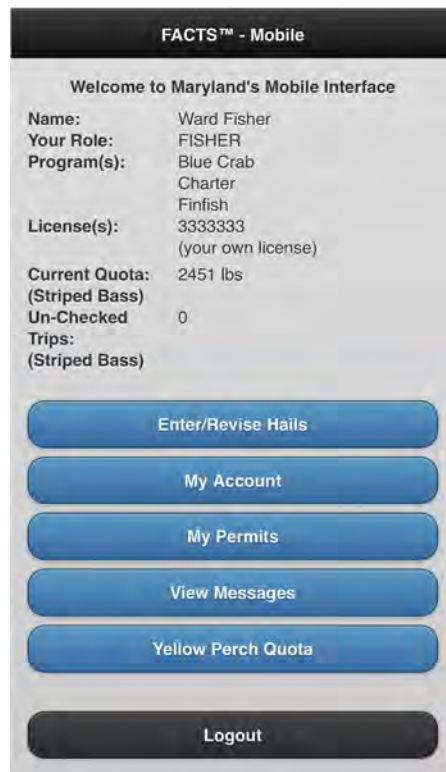 FACTS™ - Mobile
Welcome to Maryland's Mobile Interface
Name: Ward Fisher
Your Role: FISHER
Program(s): Blue Crab
Charter
Finfish
License(s): 3333333
(your own license)
Current Quota: 2451 lbs
(Striped Bass)
Un-Checked 0
Trips:
(Striped Bass)
Enter/Revise Hails
My Account
My Permits
View Messages
Yellow Perch Quota
Logout